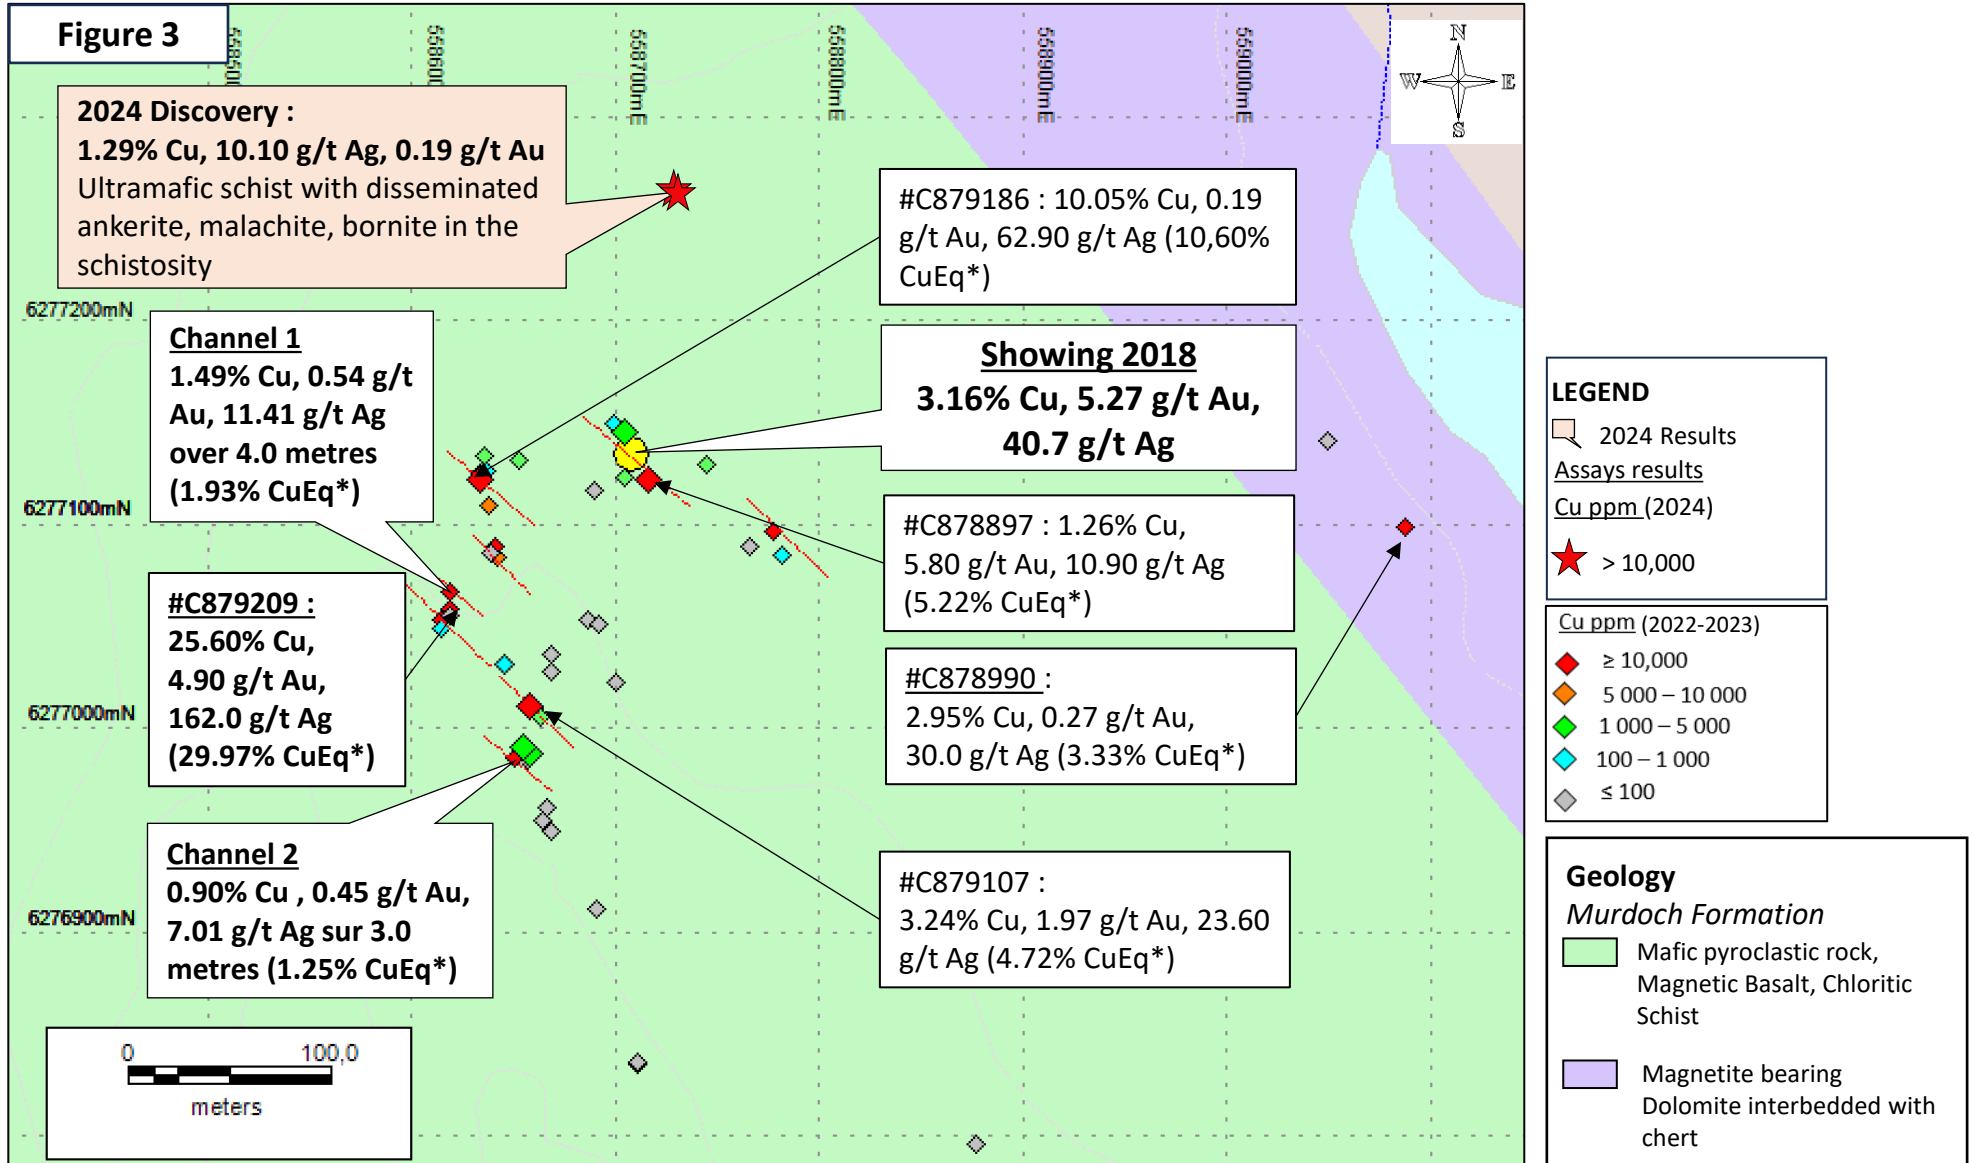 Figure 3
55850
55860
558700mE
558800mE
558900mE
559000mE
N
W
E
S
2024 Discovery :
1.29% Cu, 10.10 g/t Ag, 0.19 g/t Au
Ultramafic schist with disseminated
ankerite, malachite, bornite in the
schistosity
#C879186 : 10.05% Cu, 0.19
g/t Au, 62.90 g/t Ag (10,60%
CuEq*)
6277200mN
Channel 1
1.49% Cu, 0.54 g/t
Au, 11.41 g/t Ag
over 4.0 metres
(1.93% CuEq*)
Showing 2018
3.16% Cu, 5.27 g/t Au,
40.7 g/t Ag
6277100mN
#C878897 : 1.26% Cu,
5.80 g/t Au, 10.90 g/t Ag
(5.22% CuEq*)
#C879209 :
25.60% Cu,
4.90 g/t Au,
162.0 g/t Ag
(29.97% CuEq*)
#C878990 :
2.95% Cu, 0.27 g/t Au,
30.0 g/t Ag (3.33% CuEq*)
6277000mN
Channel 2
0.90% Cu , 0.45 g/t Au,
7.01 g/t Ag sur 3.0
metres (1.25% CuEq*)
#C879107 :
3.24% Cu, 1.97 g/t Au, 23.60
g/t Ag (4.72% CuEq*)
6276900mN
0 100,0
meters
LEGEND
2024 Results
Assays results
Cu ppm (2024)
> 10,000
Cu ppm (2022-2023)
≥ 10,000
5 000 – 10 000
1 000 – 5 000
100 – 1 000
≤ 100
Geology
Murdoch Formation
Mafic pyroclastic rock,
Magnetic Basalt, Chloritic
Schist
Magnetite bearing
Dolomite interbedded with
chert